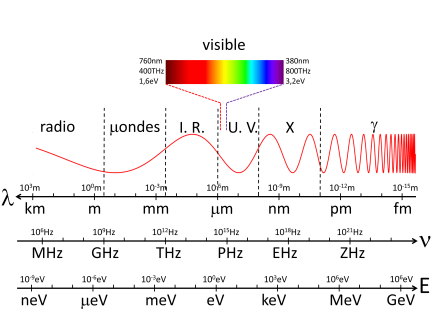 visible
760nm 380nm
400THz 800THz
1,6eV 3,2eV
radio μondes I. R. U. V. X γ
λ 10³m 10⁰m 10⁻³m 10⁻⁶m 10⁻⁹m 10⁻¹²m 10⁻¹⁵m
km m mm μm nm pm fm
10⁶Hz 10⁹Hz 10¹²Hz 10¹⁵Hz 10¹⁸Hz 10²¹Hz ν
MHz GHz THz PHz EHz ZHz
10⁻⁹eV 10⁻⁶eV 10⁻³eV 10⁰eV 10³eV 10⁶eV 10⁹eV E
neV μeV meV eV keV MeV GeV